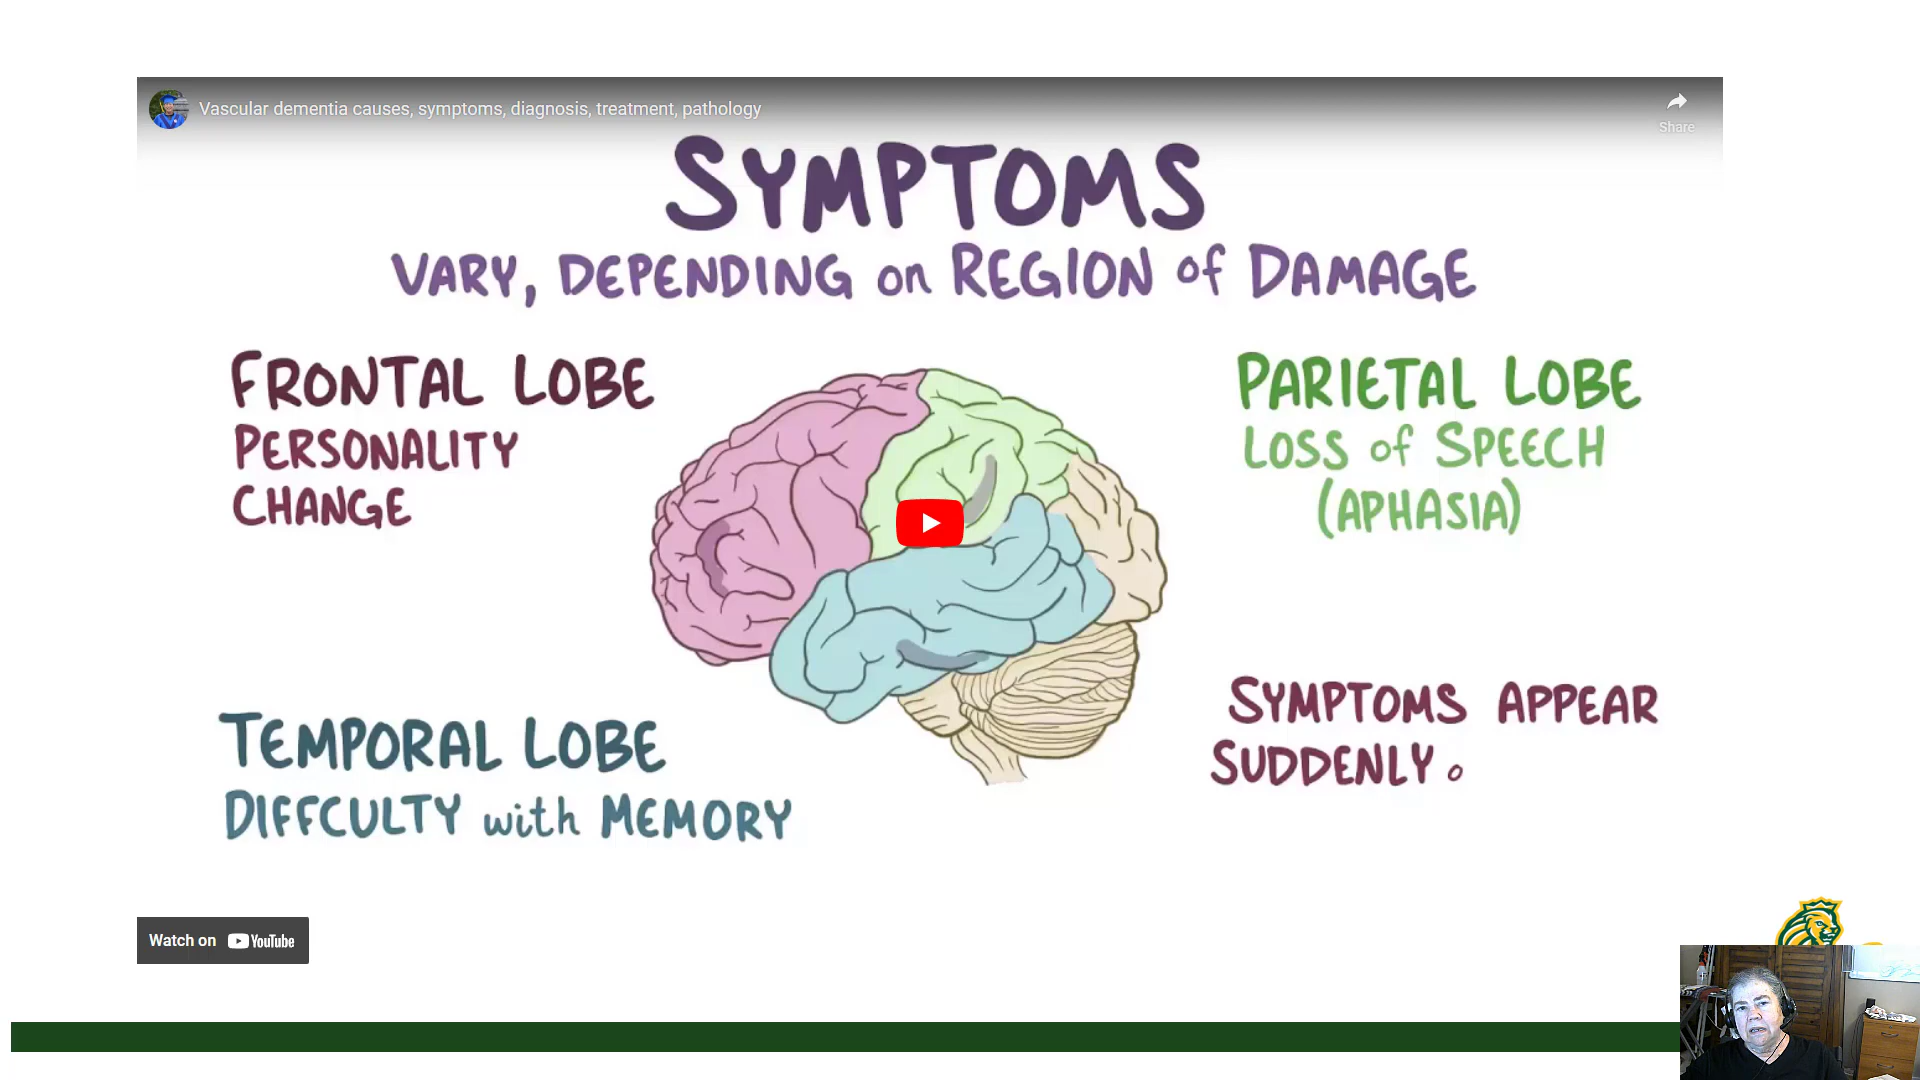 Vascular dementia causes, symptoms, diagnosis, treatment, pathology
Share
SYMPTOMS
VARY, DEPENDING on REGION of DAMAGE
FRONTAL LOBE
PERSONALITY
CHANGE
PARIETAL LOBE
LOSS of SPEECH
(APHASIA)
TEMPORAL LOBE
DIFFCULTY with MEMORY
SYMPTOMS APPEAR
SUDDENLY.
Watch on YouTube